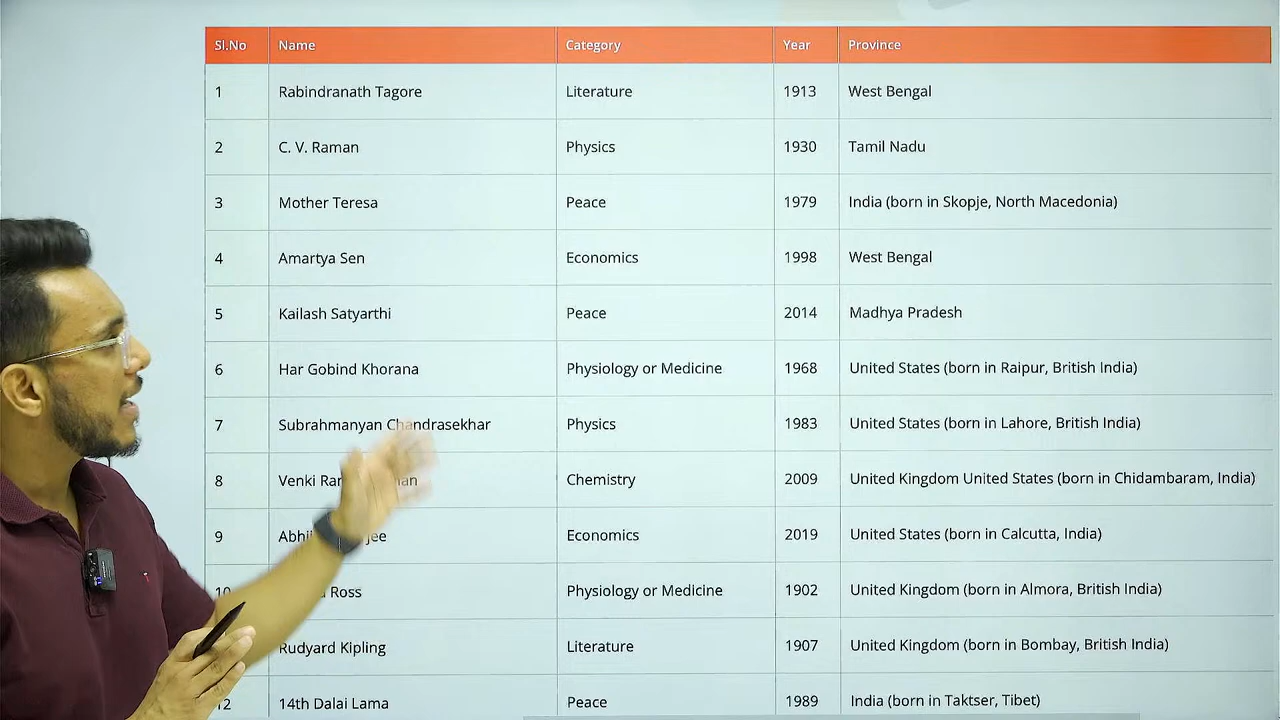 Sl.No Name Category Year Province
1 Rabindranath Tagore Literature 1913 West Bengal
2 C. V. Raman Physics 1930 Tamil Nadu
3 Mother Teresa Peace 1979 India (born in Skopje, North Macedonia)
4 Amartya Sen Economics 1998 West Bengal
5 Kailash Satyarthi Peace 2014 Madhya Pradesh
6 Har Gobind Khorana Physiology or Medicine 1968 United States (born in Raipur, British India)
7 Subrahmanyan Chandrasekhar Physics 1983 United States (born in Lahore, British India)
8 Venki Chemistry 2009 United Kingdom United States (born in Chidambaram, India)
9 Economics 2019 United States (born in Calcutta, India)
10 Ross Physiology or Medicine 1902 United Kingdom (born in Almora, British India)
Rudyard Kipling Literature 1907 United Kingdom (born in Bombay, British India)
12 14th Dalai Lama Peace 1989 India (born in Taktser, Tibet)